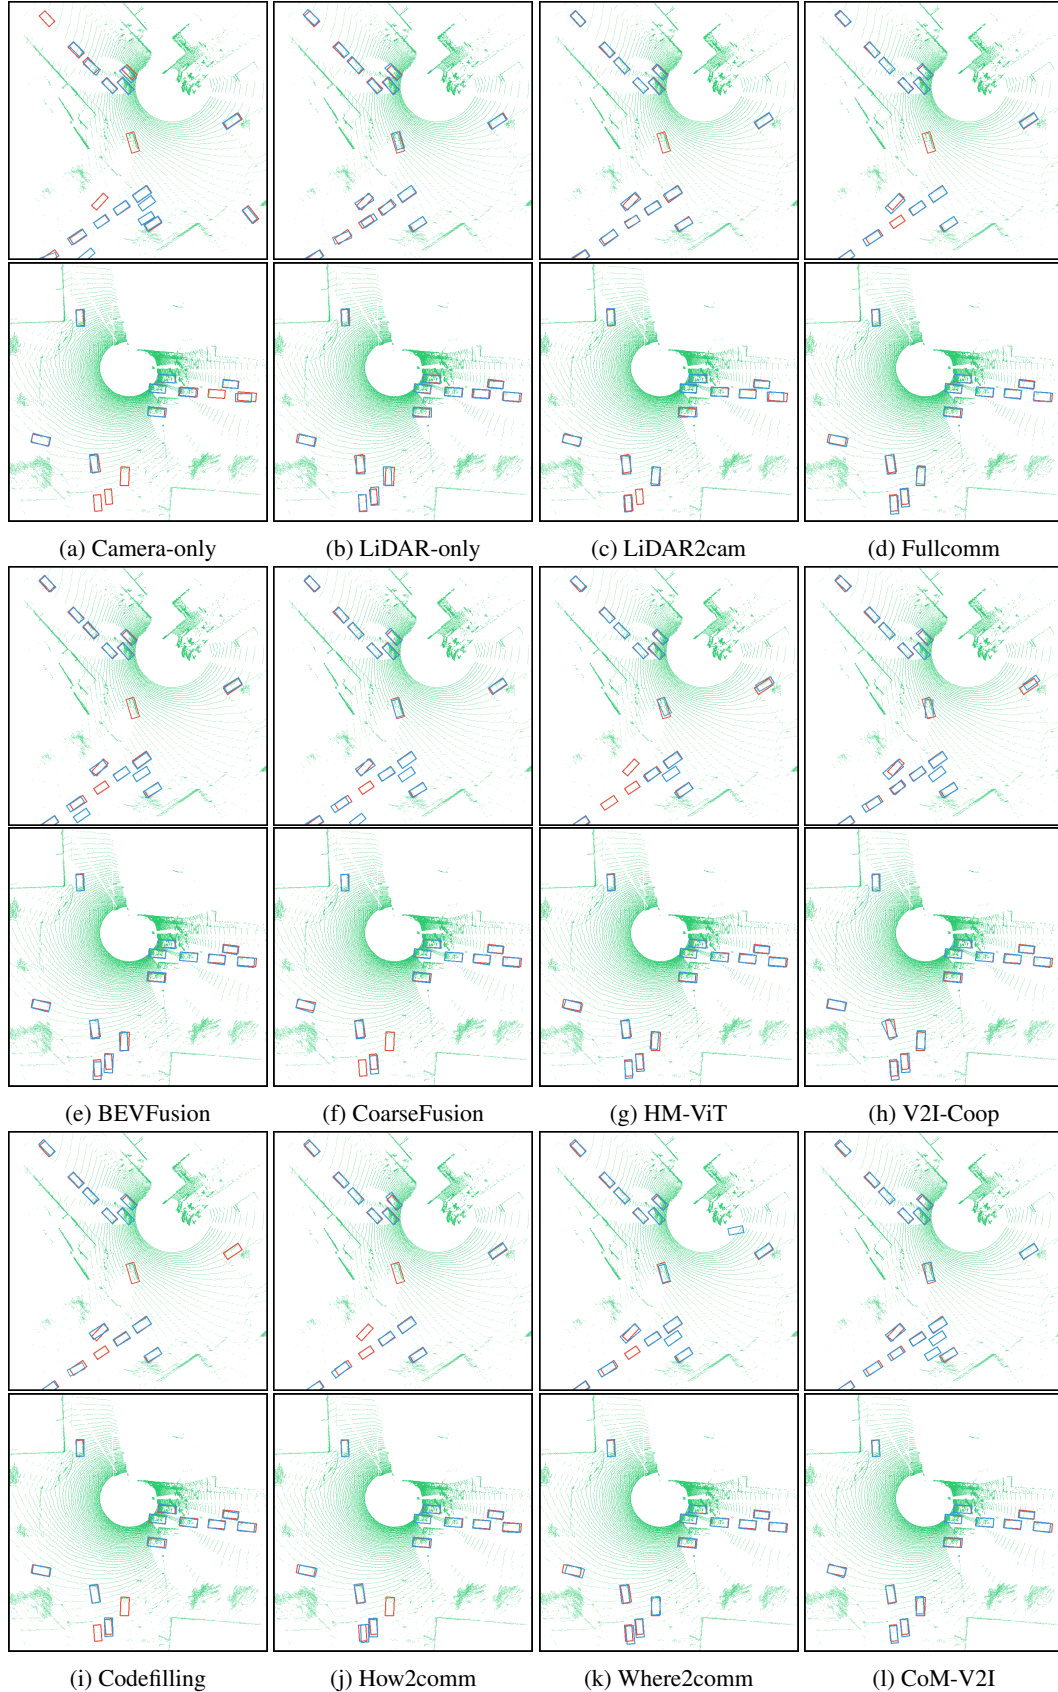 (a) Camera-only
(b) LiDAR-only
(c) LiDAR2cam
(d) Fullcomm
(e) BEVFusion
(f) CoarseFusion
(g) HM-ViT
(h) V2I-Coop
(i) Codefilling
(j) How2comm
(k) Where2comm
(l) CoM-V2I